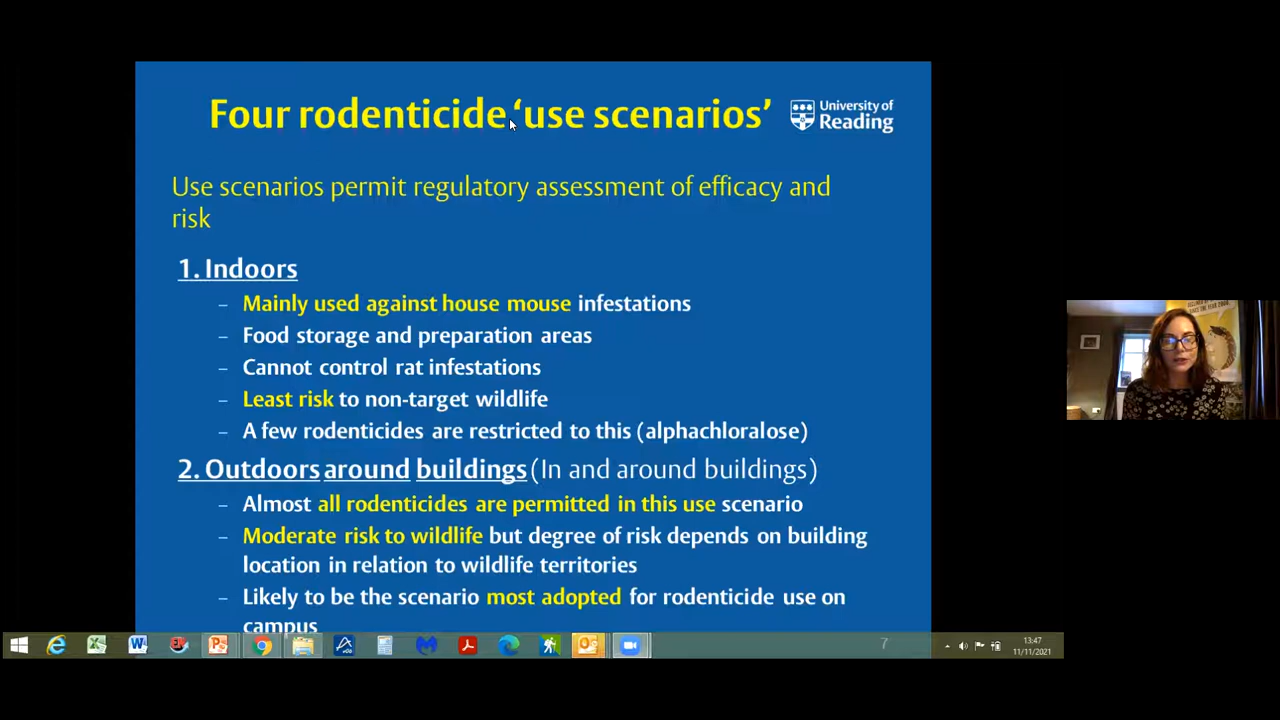 Four rodenticide ‘use scenarios’
University of
Reading
Use scenarios permit regulatory assessment of efficacy and
risk
1. Indoors
– Mainly used against house mouse infestations
– Food storage and preparation areas
– Cannot control rat infestations
– Least risk to non-target wildlife
– A few rodenticides are restricted to this (alphachloralose)
2. Outdoors around buildings (In and around buildings)
– Almost all rodenticides are permitted in this use scenario
– Moderate risk to wildlife but degree of risk depends on building
location in relation to wildlife territories
– Likely to be the scenario most adopted for rodenticide use on
campus
7
13:47
11/11/2021